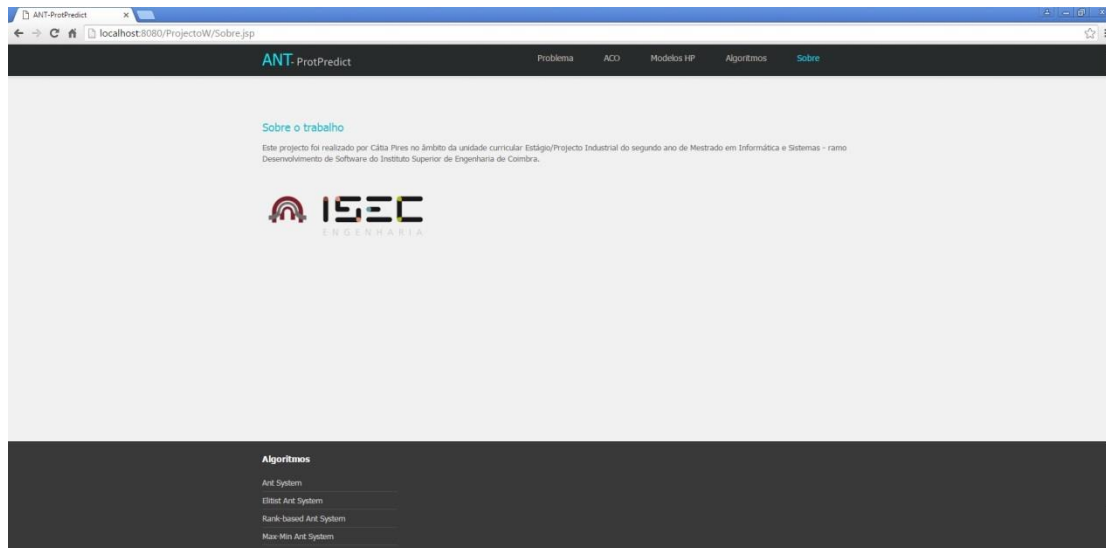 ANT-ProtPredict
localhost:8080/ProjectoW/Sobre.jsp
ANT- ProtPredict
Problema ACO Modelos HP Algoritmos Sobre
Sobre o trabalho
Este projecto foi realizado por Cátia Pires no âmbito da unidade curricular Estágio/Projecto Industrial do segundo ano de Mestrado em Informática e Sistemas - ramo
Desenvolvimento de Software do Instituto Superior de Engenharia de Coimbra.
ISEC
ENGENHARIA
Algoritmos
Ant System
Elitist Ant System
Rank-based Ant System
Max-Min Ant System